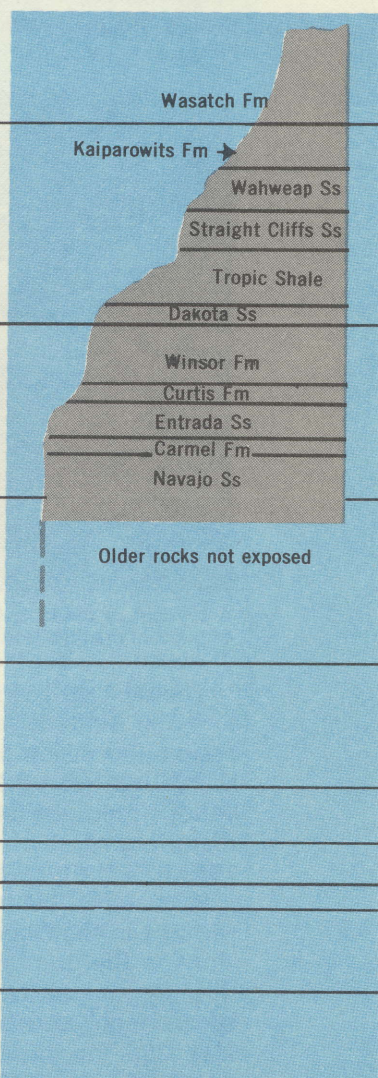 Wasatch Fm
Kaiparowits Fm
Wahweap Ss
Straight Cliffs Ss
Tropic Shale
Dakota Ss
Winsor Fm
Curtis Fm
Entrada Ss
Carmel Fm
Navajo Ss
Older rocks not exposed